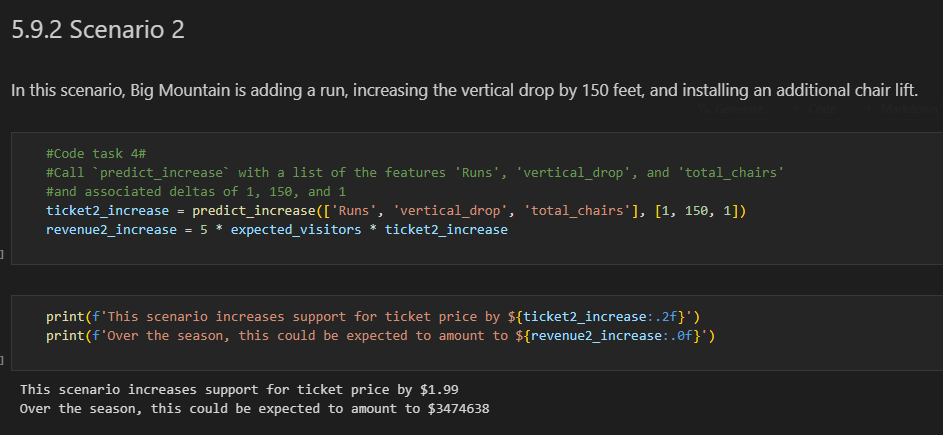 5.9.2 Scenario 2
In this scenario, Big Mountain is adding a run, increasing the vertical drop by 150 feet, and installing an additional chair lift.
#Code task 4#
#Call `predict_increase` with a list of the features 'Runs', 'vertical_drop', and 'total_chairs'
#and associated deltas of 1, 150, and 1
ticket2_increase = predict_increase(['Runs', 'vertical_drop', 'total_chairs'], [1, 150, 1])
revenue2_increase = 5 * expected_visitors * ticket2_increase
]
print(f'This scenario increases support for ticket price by ${ticket2_increase:.2f}')
print(f'Over the season, this could be expected to amount to ${revenue2_increase:.0f}')
]
This scenario increases support for ticket price by $1.99
Over the season, this could be expected to amount to $3474638